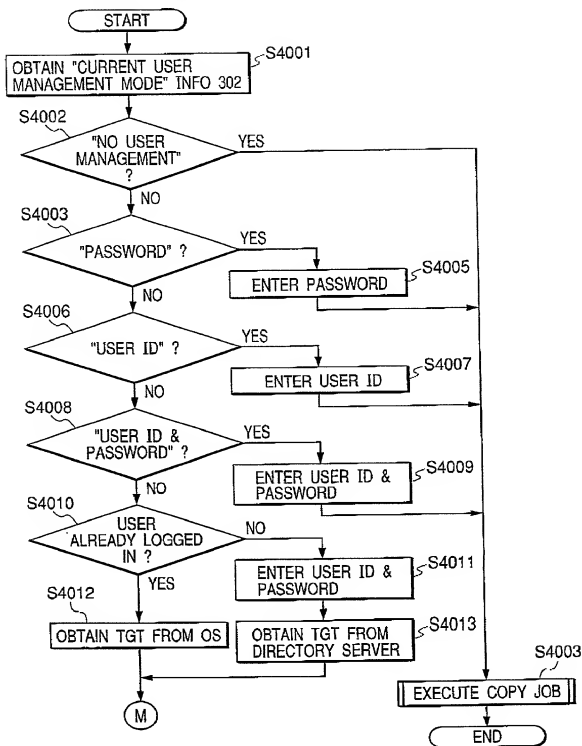 START
OBTAIN "CURRENT USER
MANAGEMENT MODE" INFO 302
S4001
S4002
"NO USER
MANAGEMENT"
?
YES
NO
S4003
"PASSWORD" ?
YES
NO
ENTER PASSWORD
S4005
S4006
"USER ID" ?
YES
NO
ENTER USER ID
S4007
S4008
"USER ID &
PASSWORD" ?
YES
NO
ENTER USER ID &
PASSWORD
S4009
S4010
USER
ALREADY LOGGED
IN ?
NO
YES
ENTER USER ID &
PASSWORD
S4011
S4012
OBTAIN TGT FROM OS
OBTAIN TGT FROM
DIRECTORY SERVER
S4013
M
S4003
EXECUTE COPY JOB
END